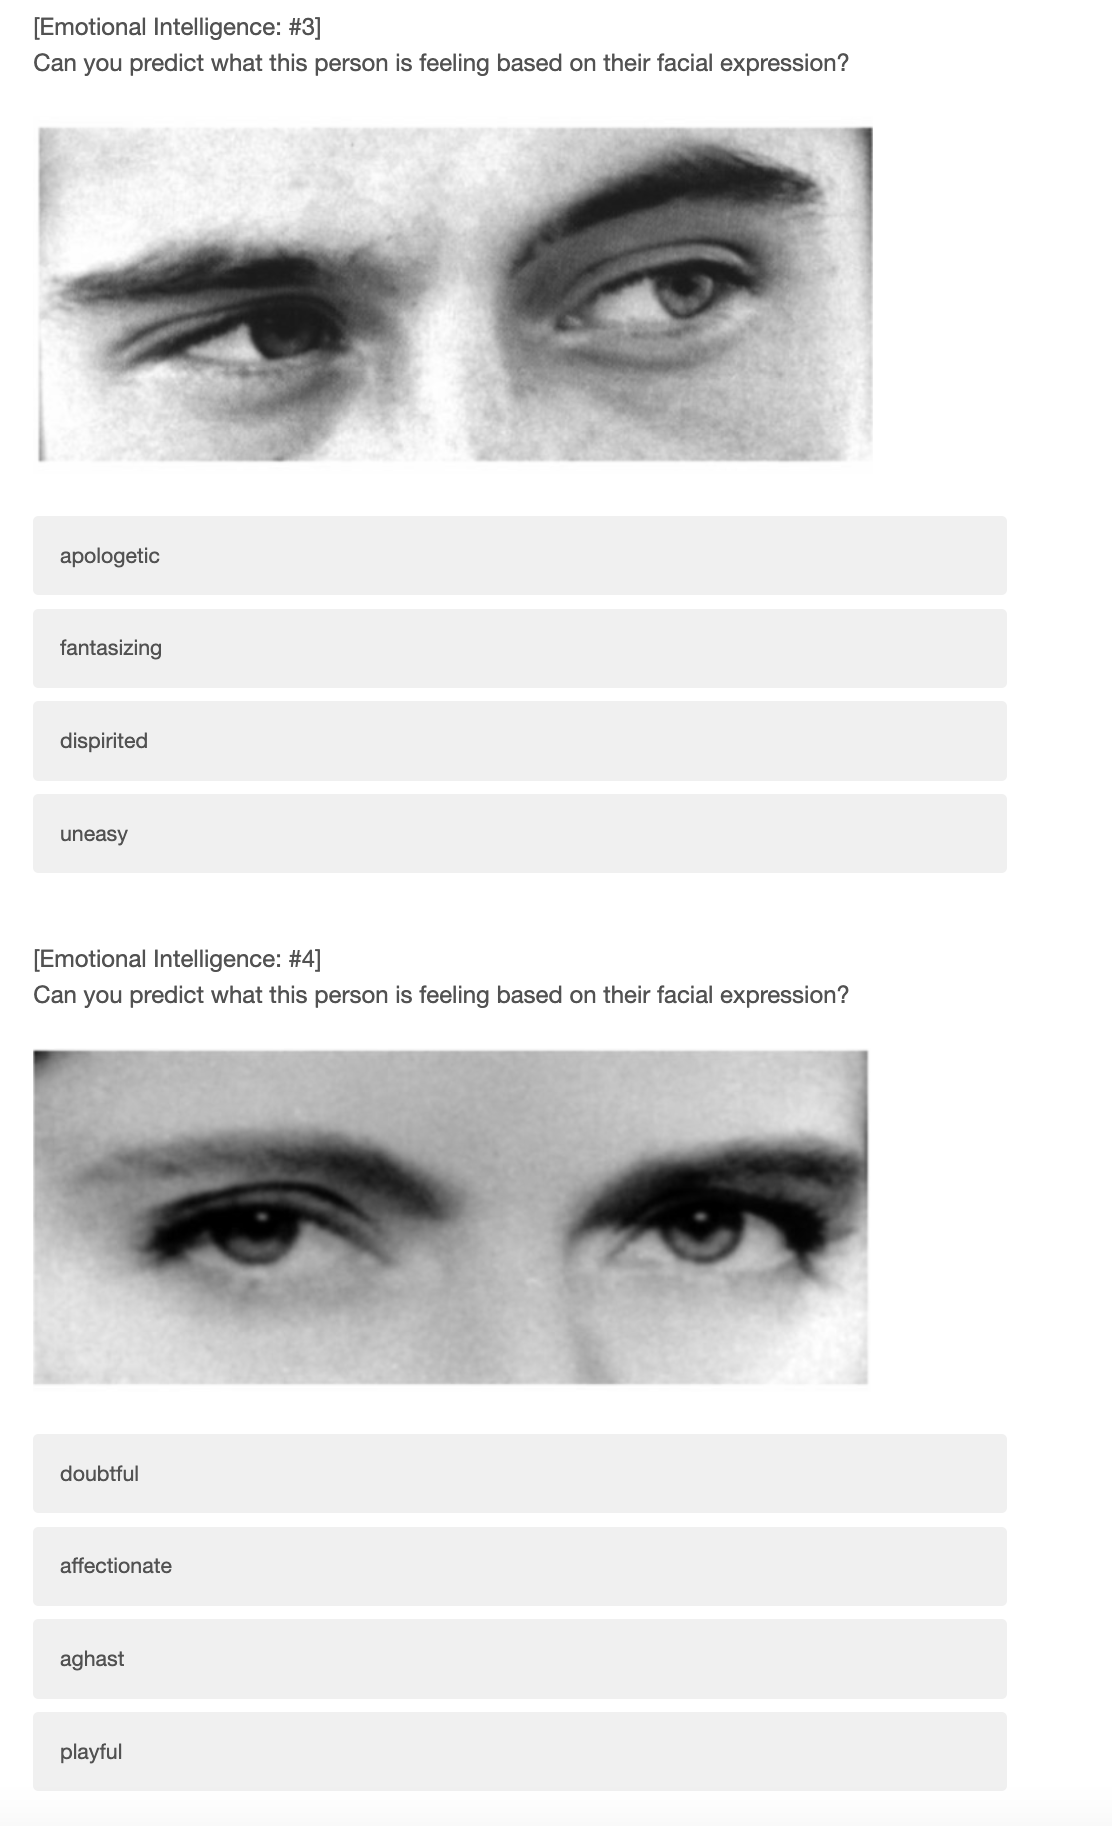 [Emotional Intelligence: #3]
Can you predict what this person is feeling based on their facial expression?
apologetic
fantasizing
dispirited
uneasy
[Emotional Intelligence: #4]
Can you predict what this person is feeling based on their facial expression?
doubtful
affectionate
aghast
playful